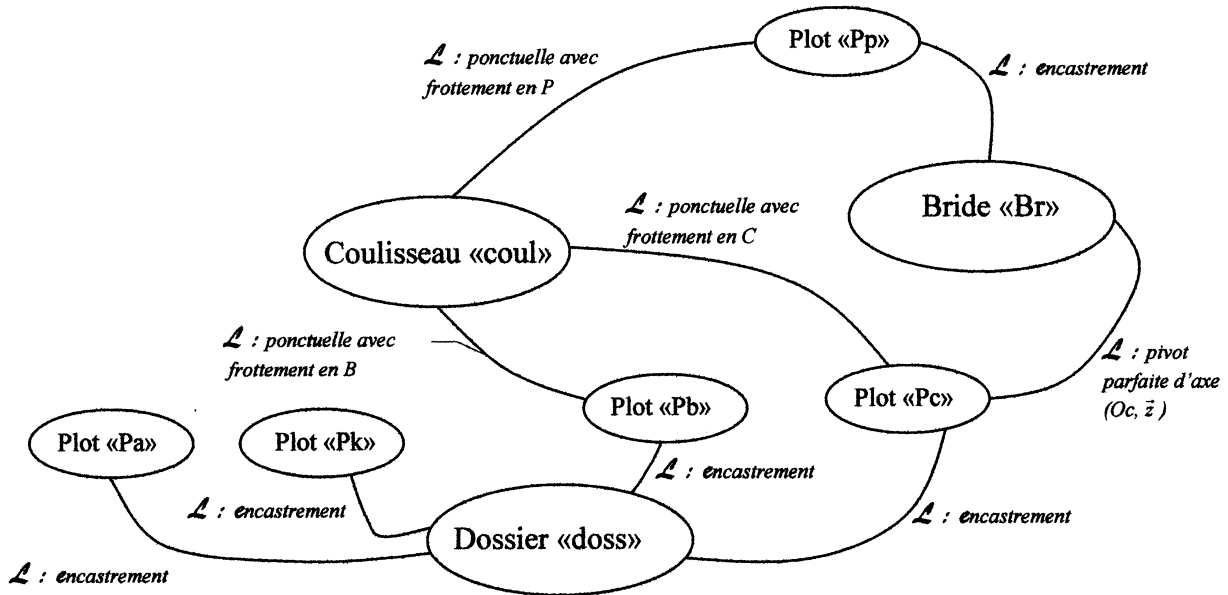 Plot «Pp»
ℒ : ponctuelle avec
frottement en P
ℒ : encastrement
ℒ : ponctuelle avec
frottement en C
Bride «Br»
Coulisseau «coul»
ℒ : ponctuelle avec
frottement en B
ℒ : pivot
parfaite d'axe
(Oc, z⃗ )
Plot «Pb»
Plot «Pc»
Plot «Pa»
Plot «Pk»
ℒ : encastrement
ℒ : encastrement
ℒ : encastrement
Dossier «doss»
ℒ : encastrement